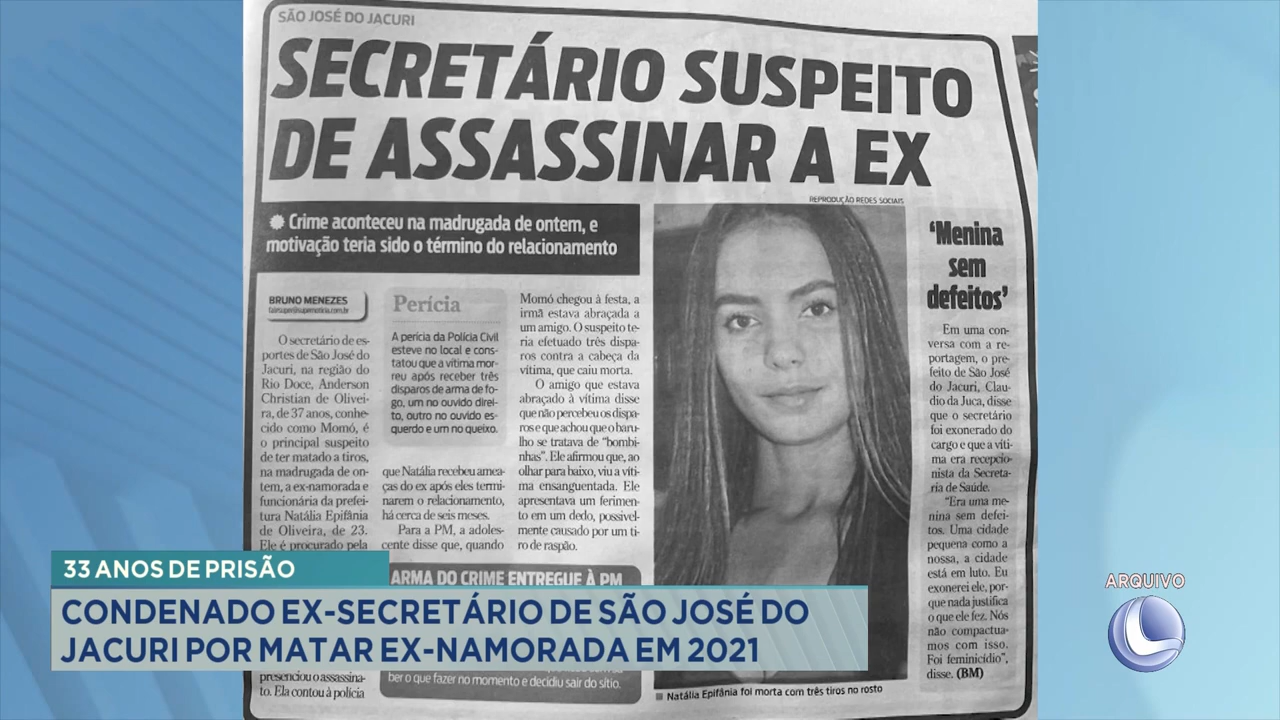 SÃO JOSÉ DO JACURI
SECRETÁRIO SUSPEITO
DE ASSASSINAR A EX
REPRODUÇÃO REDES SOCIAIS
Crime aconteceu na madrugada de ontem, e
motivação teria sido o término do relacionamento
BRUNO MENEZES
O secretário de es-
portes de São José do
Jacuri, na região do
Rio Doce, Anderson
Christian de Olivei-
ra, de 37 anos, conhe-
cido como Momó, é
o principal suspeito
de ter matado a tiros,
na madrugada de on-
tem, a ex-namorada e
funcionária da prefei-
tura Natália Epifânia
de Oliveira, de 23.
Ele é procurado pela
presenciou o assassina-
to. Ela contou à polícia
Perícia
A perícia da Polícia Civil
esteve no local e cons-
tatou que a vítima mor-
reu após receber três
disparos de arma de fo-
go, um no ouvido direi-
to, outro no ouvido es-
querdo e um no queixo.
que Natália recebeu amea-
ças do ex após eles termi-
narem o relacionamento,
há cerca de seis meses.
Para a PM, a adoles-
cente disse que, quando
Momó chegou à festa, a
irmã estava abraçada a
um amigo. O suspeito te-
ria efetuado três dispa-
ros contra a cabeça da
vítima, que caiu morta.
O amigo que estava
abraçado à vítima disse
que não percebeu os dispa-
ros e que achou que o baru-
lho se tratava de “bombi-
nhas”. Ele afirmou que, ao
olhar para baixo, viu a víti-
ma ensanguentada. Ele
apresentava um ferimen-
to em um dedo, possivel-
mente causado por um ti-
ro de raspão.
ARMA DO CRIME ENTREGUE À PM
ber o que fazer no momento e decidiu sair do sítio.
Natália Epifânia foi morta com três tiros no rosto
‘Menina
sem
defeitos’
Em uma con-
versa com a re-
portagem, o pre-
feito de São José
do Jacuri, Clau-
dio da Juca, disse
que o secretário
foi exonerado do
cargo e que a víti-
ma era recepcio-
nista da Secreta-
ria de Saúde.
“Era uma me-
nina sem defei-
tos. Uma cidade
pequena como a
nossa, a cidade
está em luto. Eu
exonerei ele, por-
que nada justifica
o que ele fez. Nós
não compactua-
mos com isso.
Foi feminicídio”,
disse. (BM)
33 ANOS DE PRISÃO
CONDENADO EX-SECRETÁRIO DE SÃO JOSÉ DO
JACURI POR MATAR EX-NAMORADA EM 2021
ARQUIVO